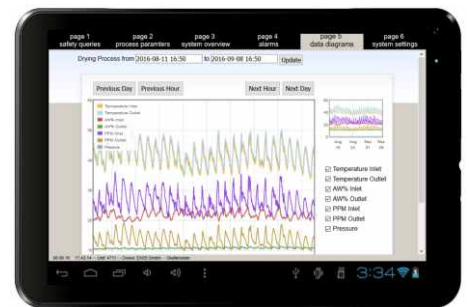 page 1 page 2 page 3 page 4 page 5 page 6
safety queries process paramters system overview alarms data diagrams system settings
Drying Process from 2016-08-11 16:50 to 2016-09-08 16:50 Update
Previous Day Previous Hour Next Hour Next Day
Temperature Inlet
Temperature Outlet
AW% Inlet
AW% Outlet
PPM Inlet
PPM Outlet
Pressure
Aug Aug Sep
Temperature Inlet
Temperature Outlet
AW% Inlet
AW% Outlet
PPM Inlet
PPM Outlet
Pressure
3:34